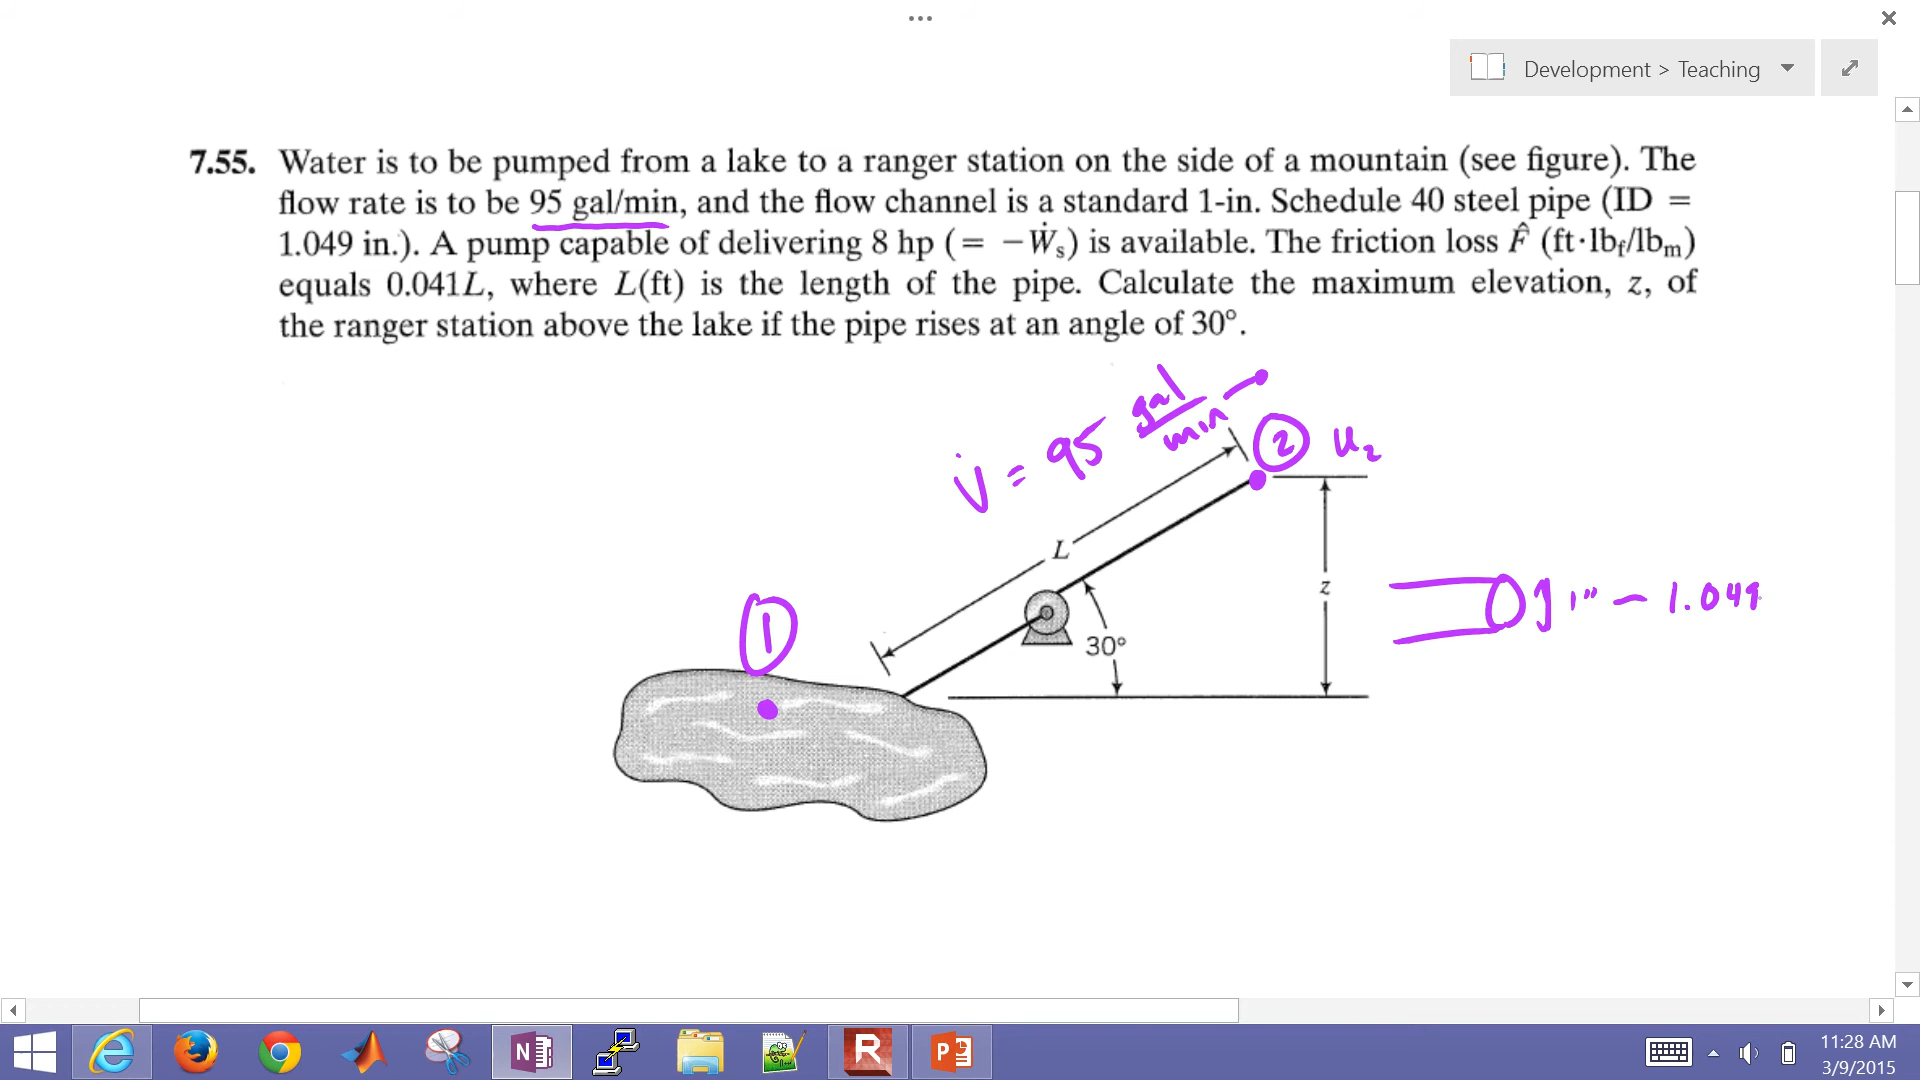 Development > Teaching
7.55. Water is to be pumped from a lake to a ranger station on the side of a mountain (see figure). The
flow rate is to be 95 gal/min, and the flow channel is a standard 1-in. Schedule 40 steel pipe (ID =
1.049 in.). A pump capable of delivering 8 hp (= −Ẇₛ) is available. The friction loss F̂ (ft·lb_f/lb_m)
equals 0.041L, where L(ft) is the length of the pipe. Calculate the maximum elevation, z, of
the ranger station above the lake if the pipe rises at an angle of 30°.
V̇ = 95 gal/min
2 u₂
L
z
1" – 1.049
1
30°
N
R
P
11:28 AM
3/9/2015